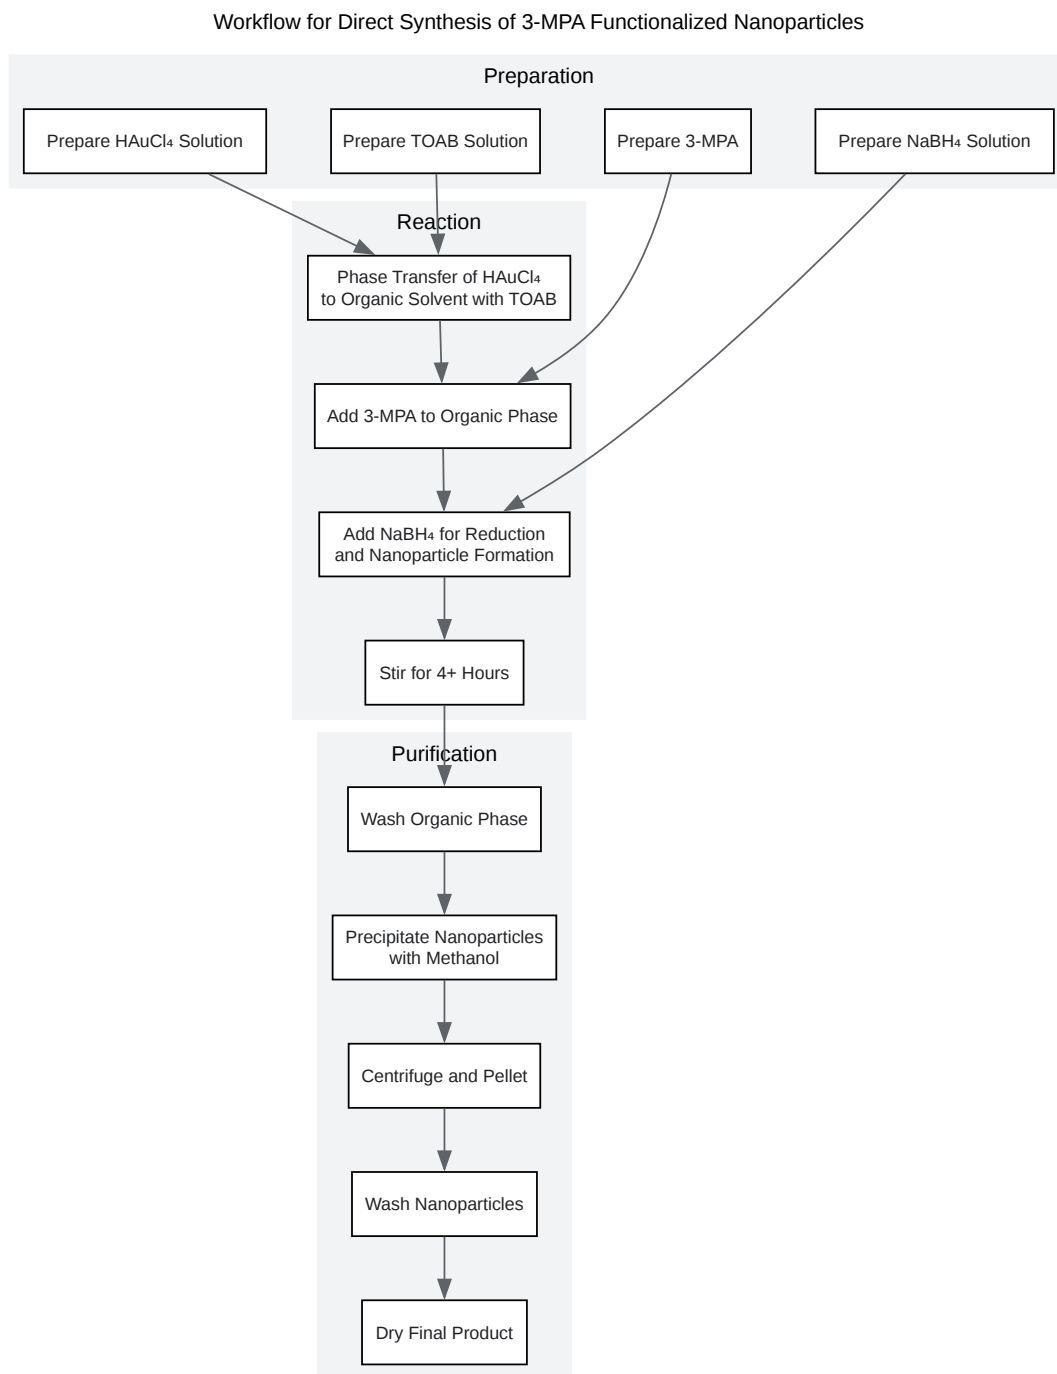 Workflow for Direct Synthesis of 3-MPA Functionalized Nanoparticles
Preparation
Prepare HAuCl₄ Solution
Prepare TOAB Solution
Prepare 3-MPA
Prepare NaBH₄ Solution
Reaction
Phase Transfer of HAuCl₄
to Organic Solvent with TOAB
Add 3-MPA to Organic Phase
Add NaBH₄ for Reduction
and Nanoparticle Formation
Stir for 4+ Hours
Purification
Wash Organic Phase
Precipitate Nanoparticles
with Methanol
Centrifuge and Pellet
Wash Nanoparticles
Dry Final Product